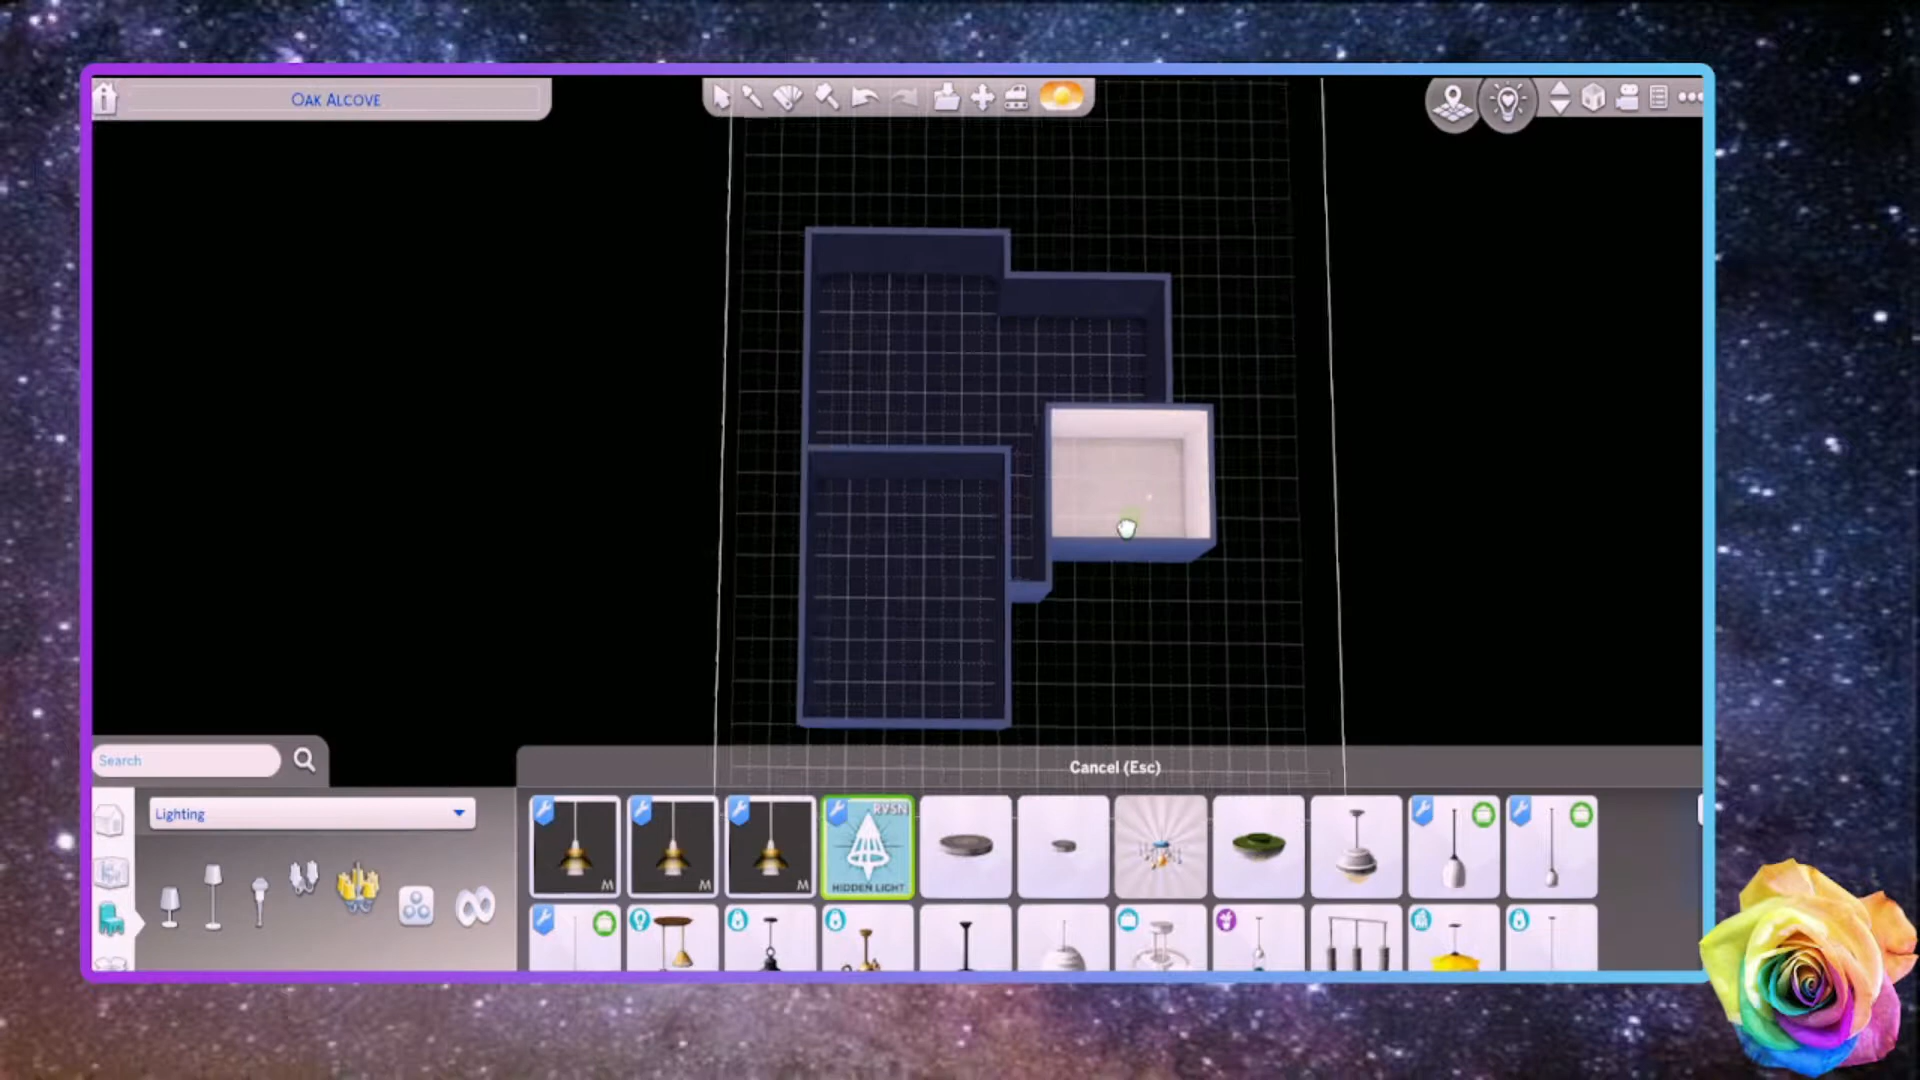 OAK ALCOVE
Search
Cancel (Esc)
Lighting
M
M
M
RVSN
HIDDEN LIGHT